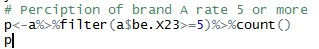 # Perciption of brand A rate 5 or more
p<-a%>%filter(a$be.X23>=5)%>%count()
p